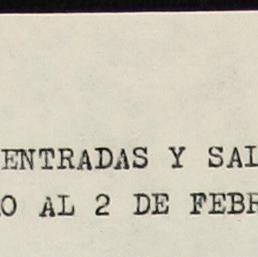 ENTRADAS Y SAL
O AL 2 DE FEBR